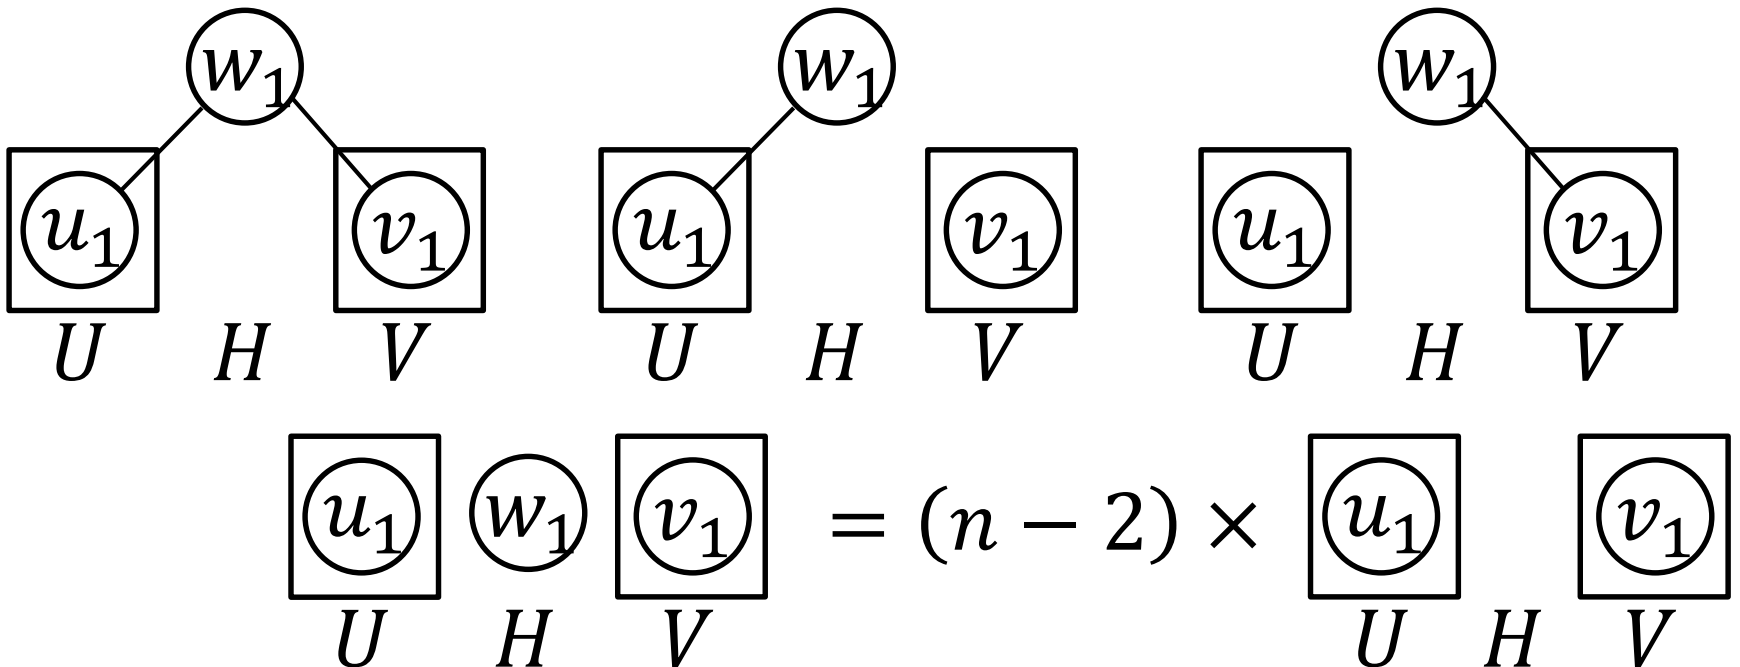 w₁ w₁ w₁
u₁ v₁ u₁ v₁ u₁ v₁
U H V U H V U H V
u₁ w₁ v₁ = (n − 2) × u₁ v₁
U H V U H V